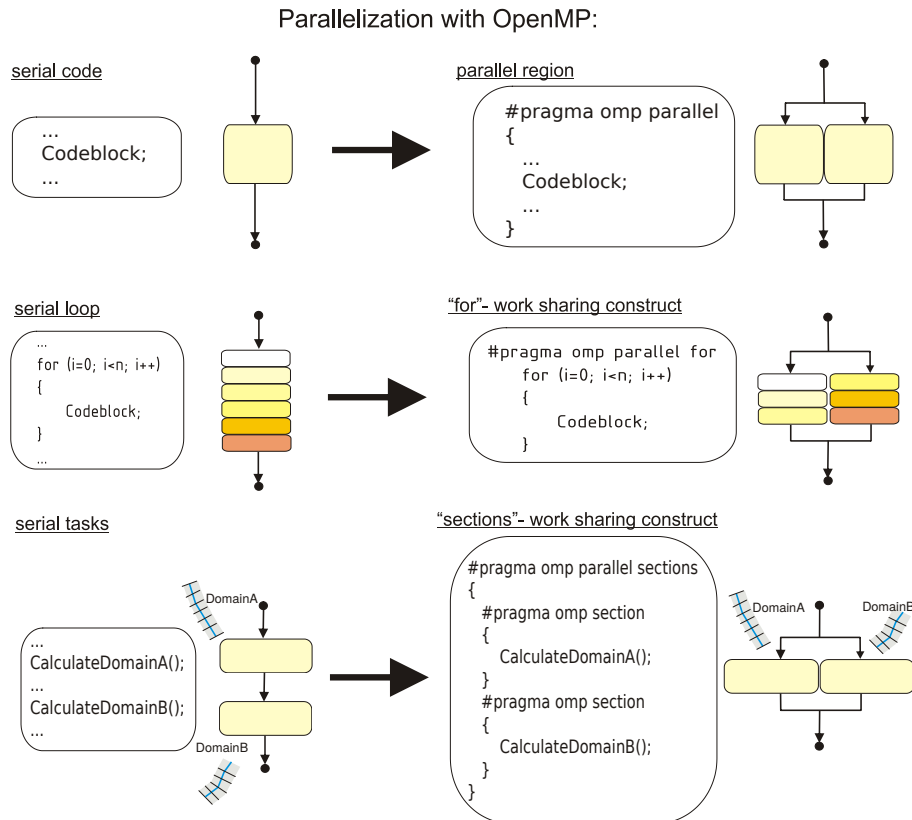 Parallelization with OpenMP:
serial code
...
Codeblock;
...
parallel region
#pragma omp parallel
{
...
Codeblock;
...
}
serial loop
...
for (i=0; i<n; i++)
{
Codeblock;
}
...
“for”- work sharing construct
#pragma omp parallel for
for (i=0; i<n; i++)
{
Codeblock;
}
serial tasks
...
CalculateDomainA();
...
CalculateDomainB();
...
DomainA
DomainB
“sections”- work sharing construct
#pragma omp parallel sections
{
#pragma omp section
{
CalculateDomainA();
}
#pragma omp section
{
CalculateDomainB();
}
}
DomainA
DomainB